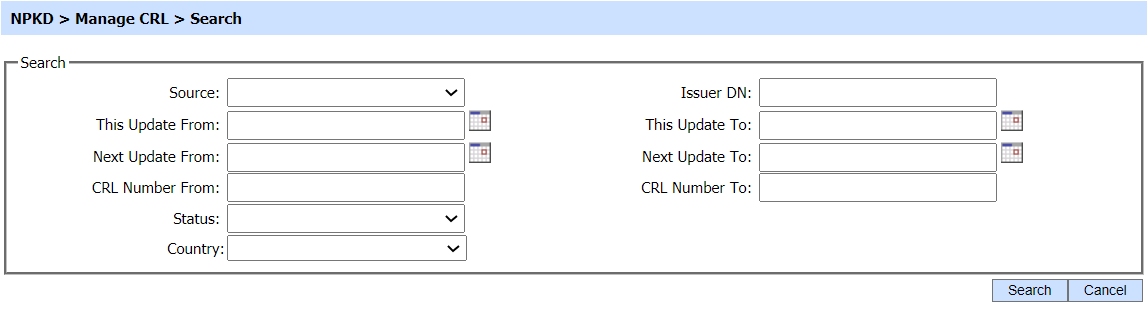 NPKD > Manage CRL > Search
Search
Source: Issuer DN:
This Update From: This Update To:
Next Update From: Next Update To:
CRL Number From: CRL Number To:
Status:
Country:
Search Cancel